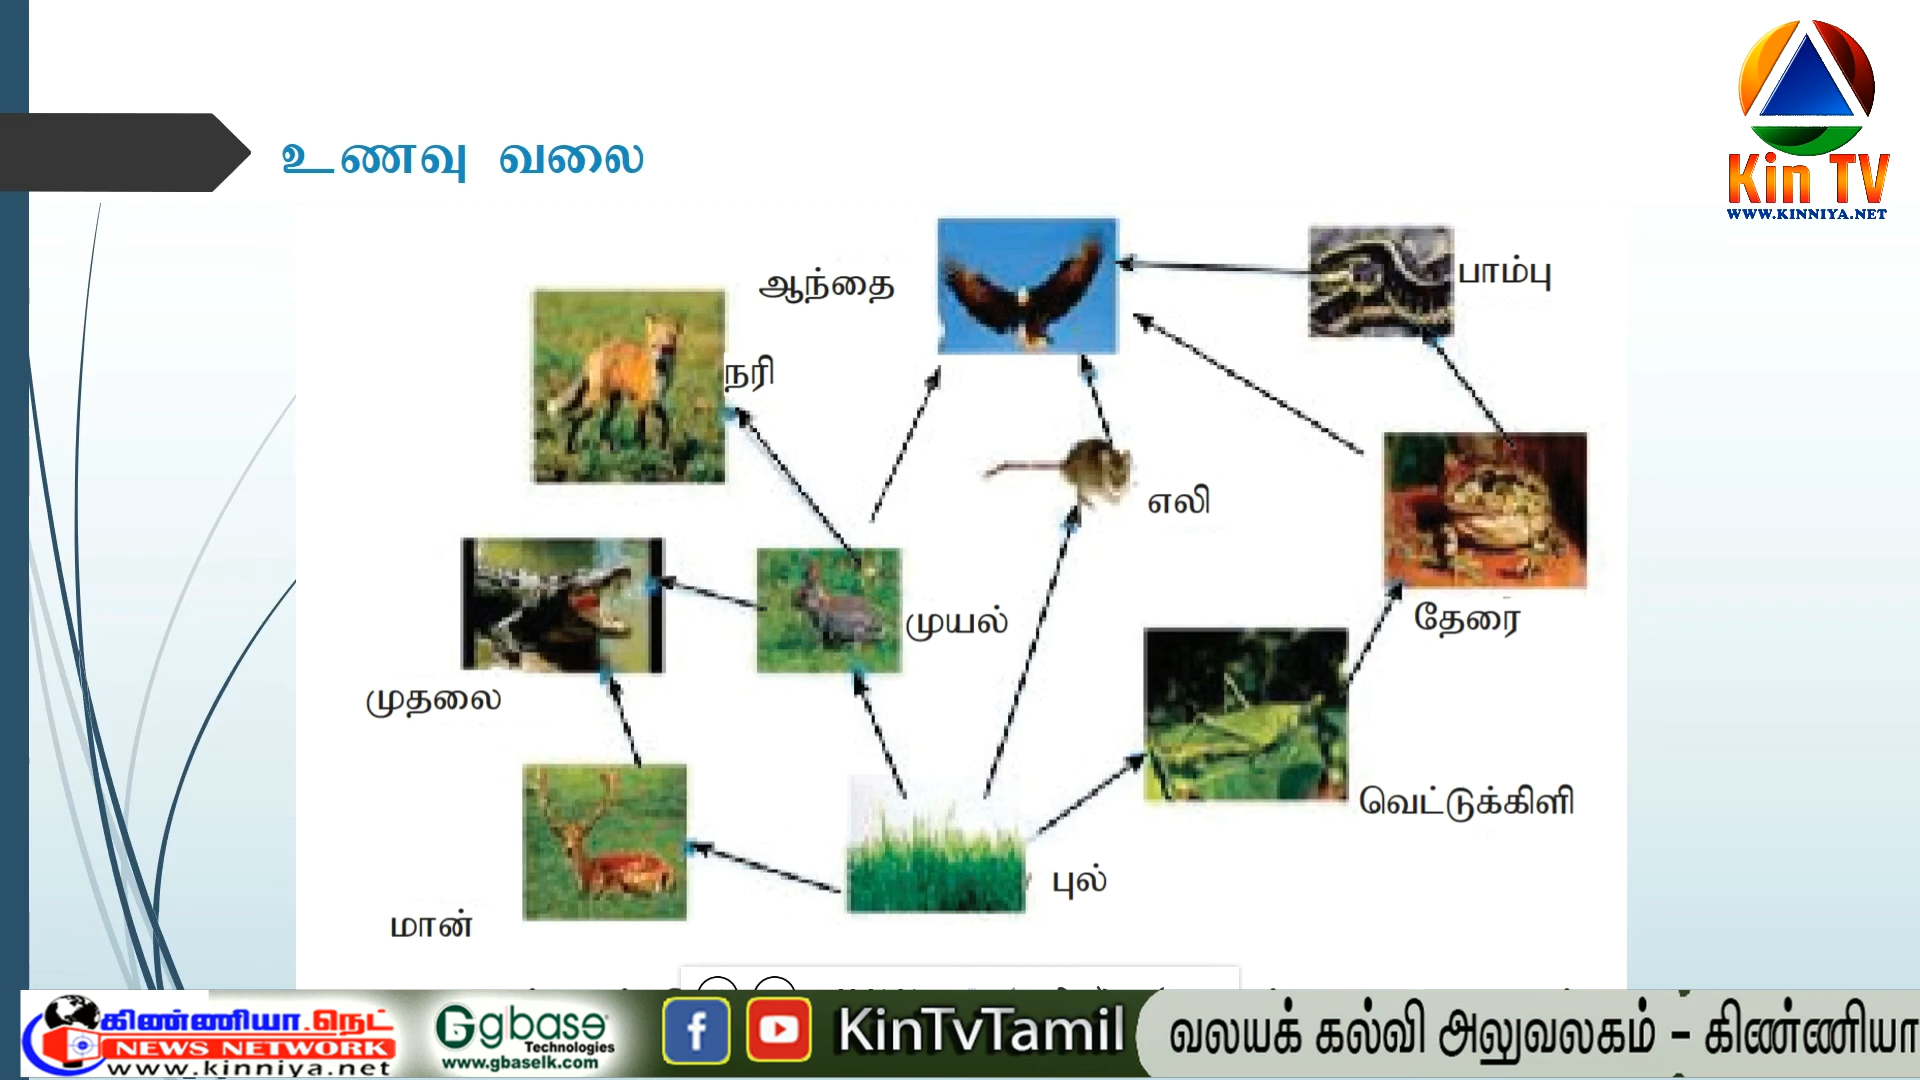 உணவு வலை
Kin TV
WWW.KINNIYA.NET
ஆந்தை
பாம்பு
நரி
எலி
தேரை
முயல்
முதலை
வெட்டுக்கிளி
புல்
மான்
கிண்ணியா.நெட்
NEWS NETWORK
www.kinniya.net
gbase
Technologies
www.gbaselk.com
KinTvTamil
வலயக் கல்வி அலுவலகம் – கிண்ணியா